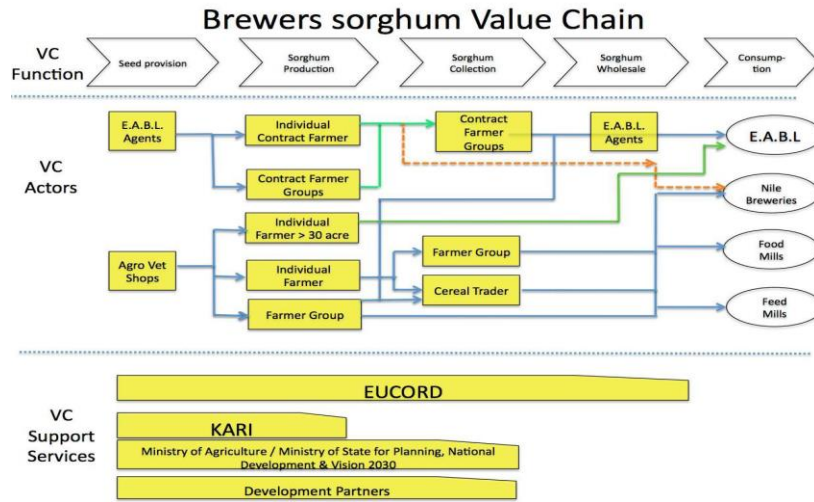 Brewers sorghum Value Chain
VC
Function
Seed provision
Sorghum
Production
Sorghum
Collection
Sorghum
Wholesale
Consump-
tion
VC
Actors
E.A.B.L.
Agents
Individual
Contract Farmer
Contract
Farmer
Groups
E.A.B.L.
Agents
E.A.B.L
Contract Farmer
Groups
Nile
Breweries
Individual
Farmer > 30 acre
Agro Vet
Shops
Individual
Farmer
Farmer Group
Food
Mills
Cereal Trader
Farmer Group
Feed
Mills
VC
Support
Services
EUCORD
KARI
Ministry of Agriculture / Ministry of State for Planning, National
Development & Vision 2030
Development Partners